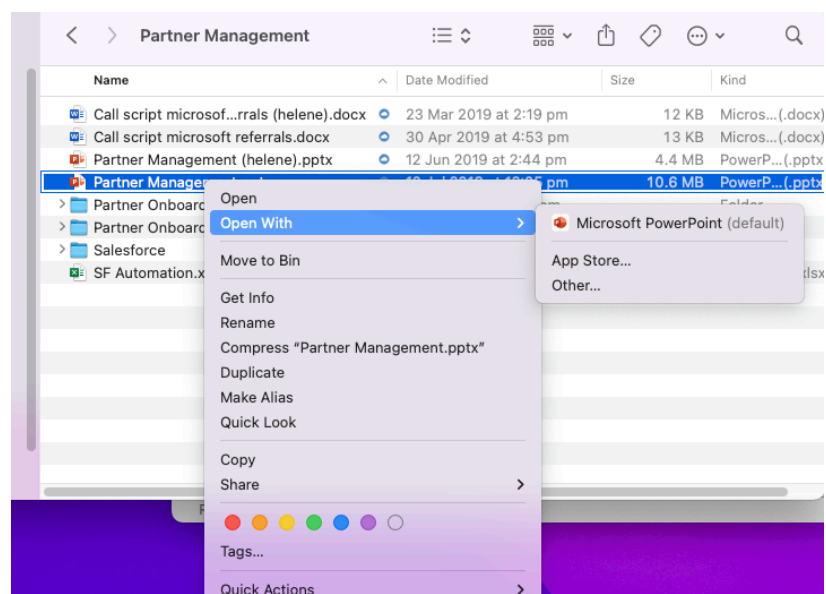 Partner Management
Name Date Modified Size Kind
Call script microsof...rrals (helene).docx 23 Mar 2019 at 2:19 pm 12 KB Micros...(.docx)
Call script microsoft referrals.docx 30 Apr 2019 at 4:53 pm 13 KB Micros...(.docx)
Partner Management (helene).pptx 12 Jun 2019 at 2:44 pm 4.4 MB PowerP...(.pptx
Partner Manage pm 10.6 MB PowerP...(.pptx
Partner Onboard
Partner Onboard
Salesforce
SF Automation.x
Open
Open With
Move to Bin
Get Info
Rename
Compress “Partner Management.pptx”
Duplicate
Make Alias
Quick Look
Copy
Share
Tags...
Quick Actions
Microsoft PowerPoint (default)
App Store...
Other...